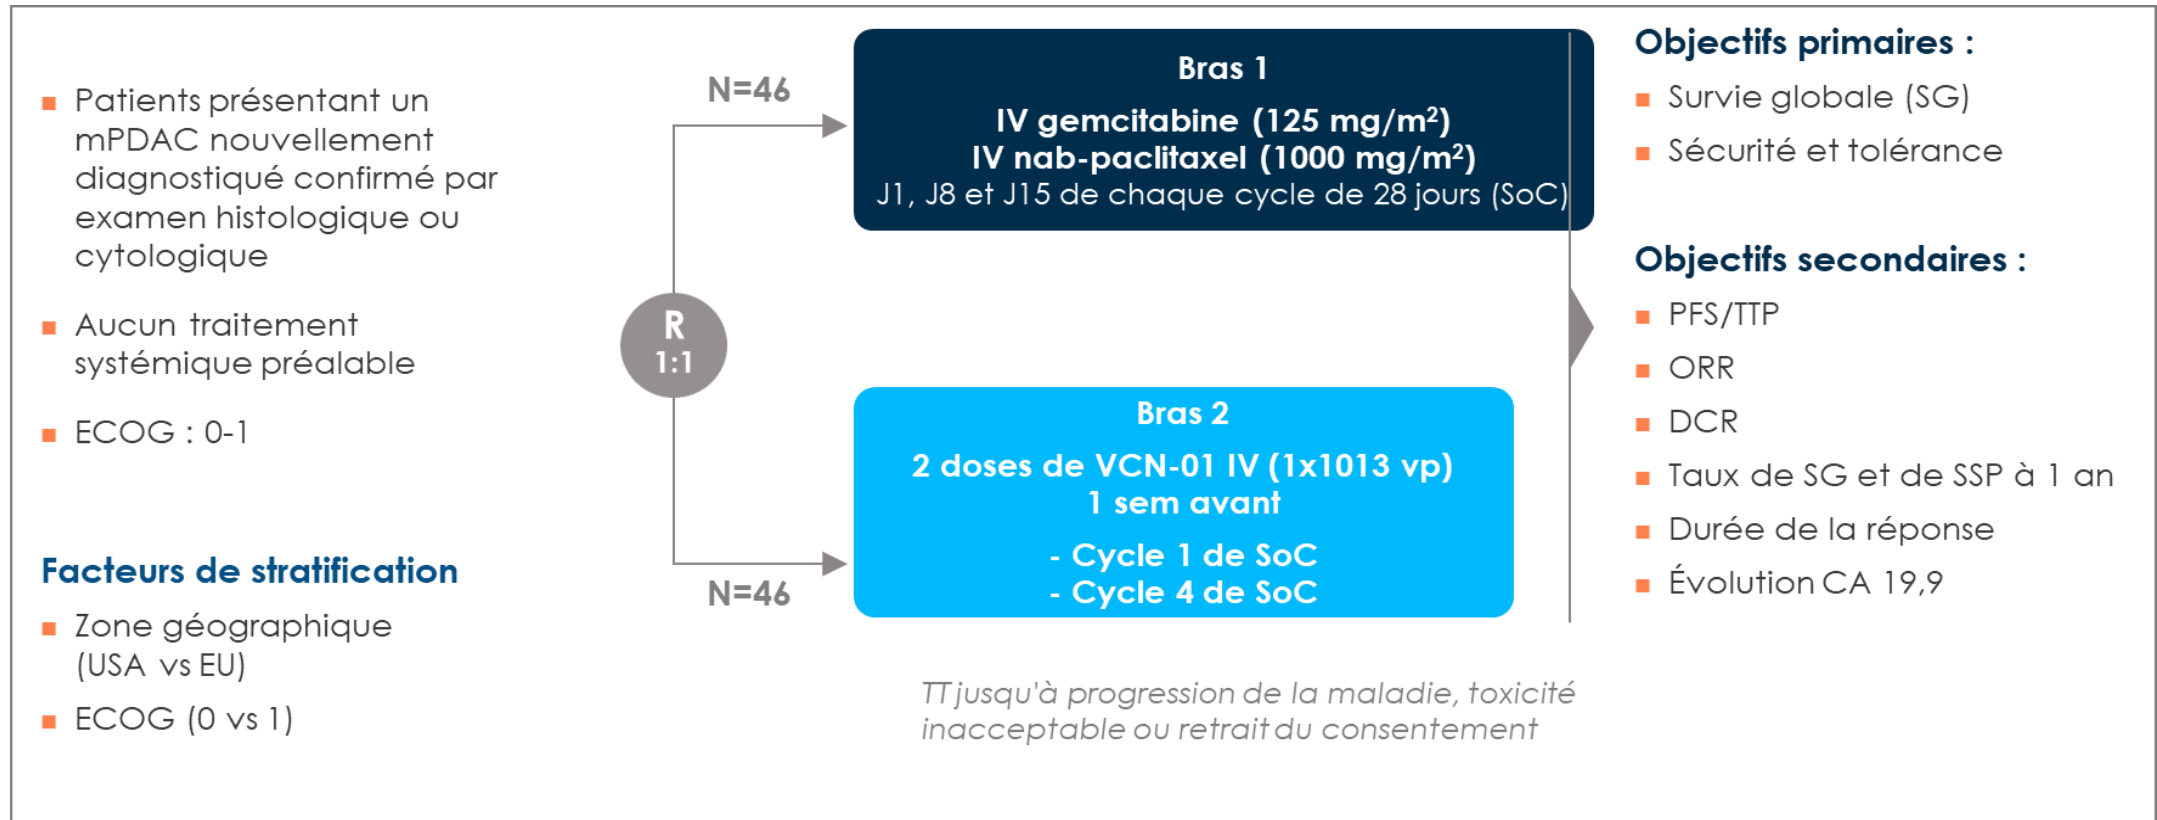 Patients présentant un
mPDAC nouvellement
diagnostiqué confirmé par
examen histologique ou
cytologique
Aucun traitement
systémique préalable
ECOG : 0-1
Facteurs de stratification
Zone géographique
(USA vs EU)
ECOG (0 vs 1)
N=46
R
1:1
N=46
Bras 1
IV gemcitabine (125 mg/m²)
IV nab-paclitaxel (1000 mg/m²)
J1, J8 et J15 de chaque cycle de 28 jours (SoC)
Bras 2
2 doses de VCN-01 IV (1x1013 vp)
1 sem avant
- Cycle 1 de SoC
- Cycle 4 de SoC
TT jusqu'à progression de la maladie, toxicité
inacceptable ou retrait du consentement
Objectifs primaires :
Survie globale (SG)
Sécurité et tolérance
Objectifs secondaires :
PFS/TTP
ORR
DCR
Taux de SG et de SSP à 1 an
Durée de la réponse
Évolution CA 19,9